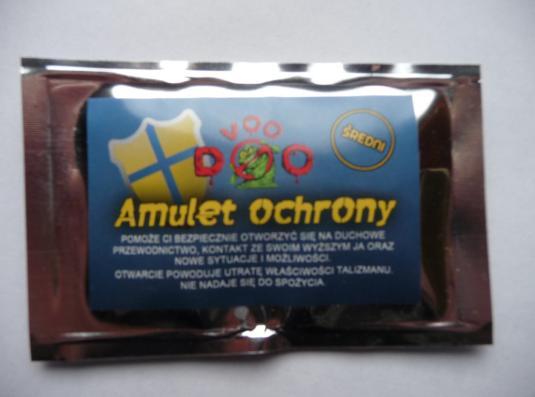 VOO
DOO
ŚREDNI
Amulet Ochrony
POMOŻE CI BEZPIECZNIE OTWORZYĆ SIĘ NA DUCHOWE
PRZEWODNICTWO, KONTAKT ZE SWOIM WYŻSZYM JA ORAZ
NOWE SYTUACJE I MOŻLIWOŚCI.
OTWARCIE POWODUJE UTRATĘ WŁAŚCIWOŚCI TALIZMANU.
NIE NADAJE SIĘ DO SPOŻYCIA.